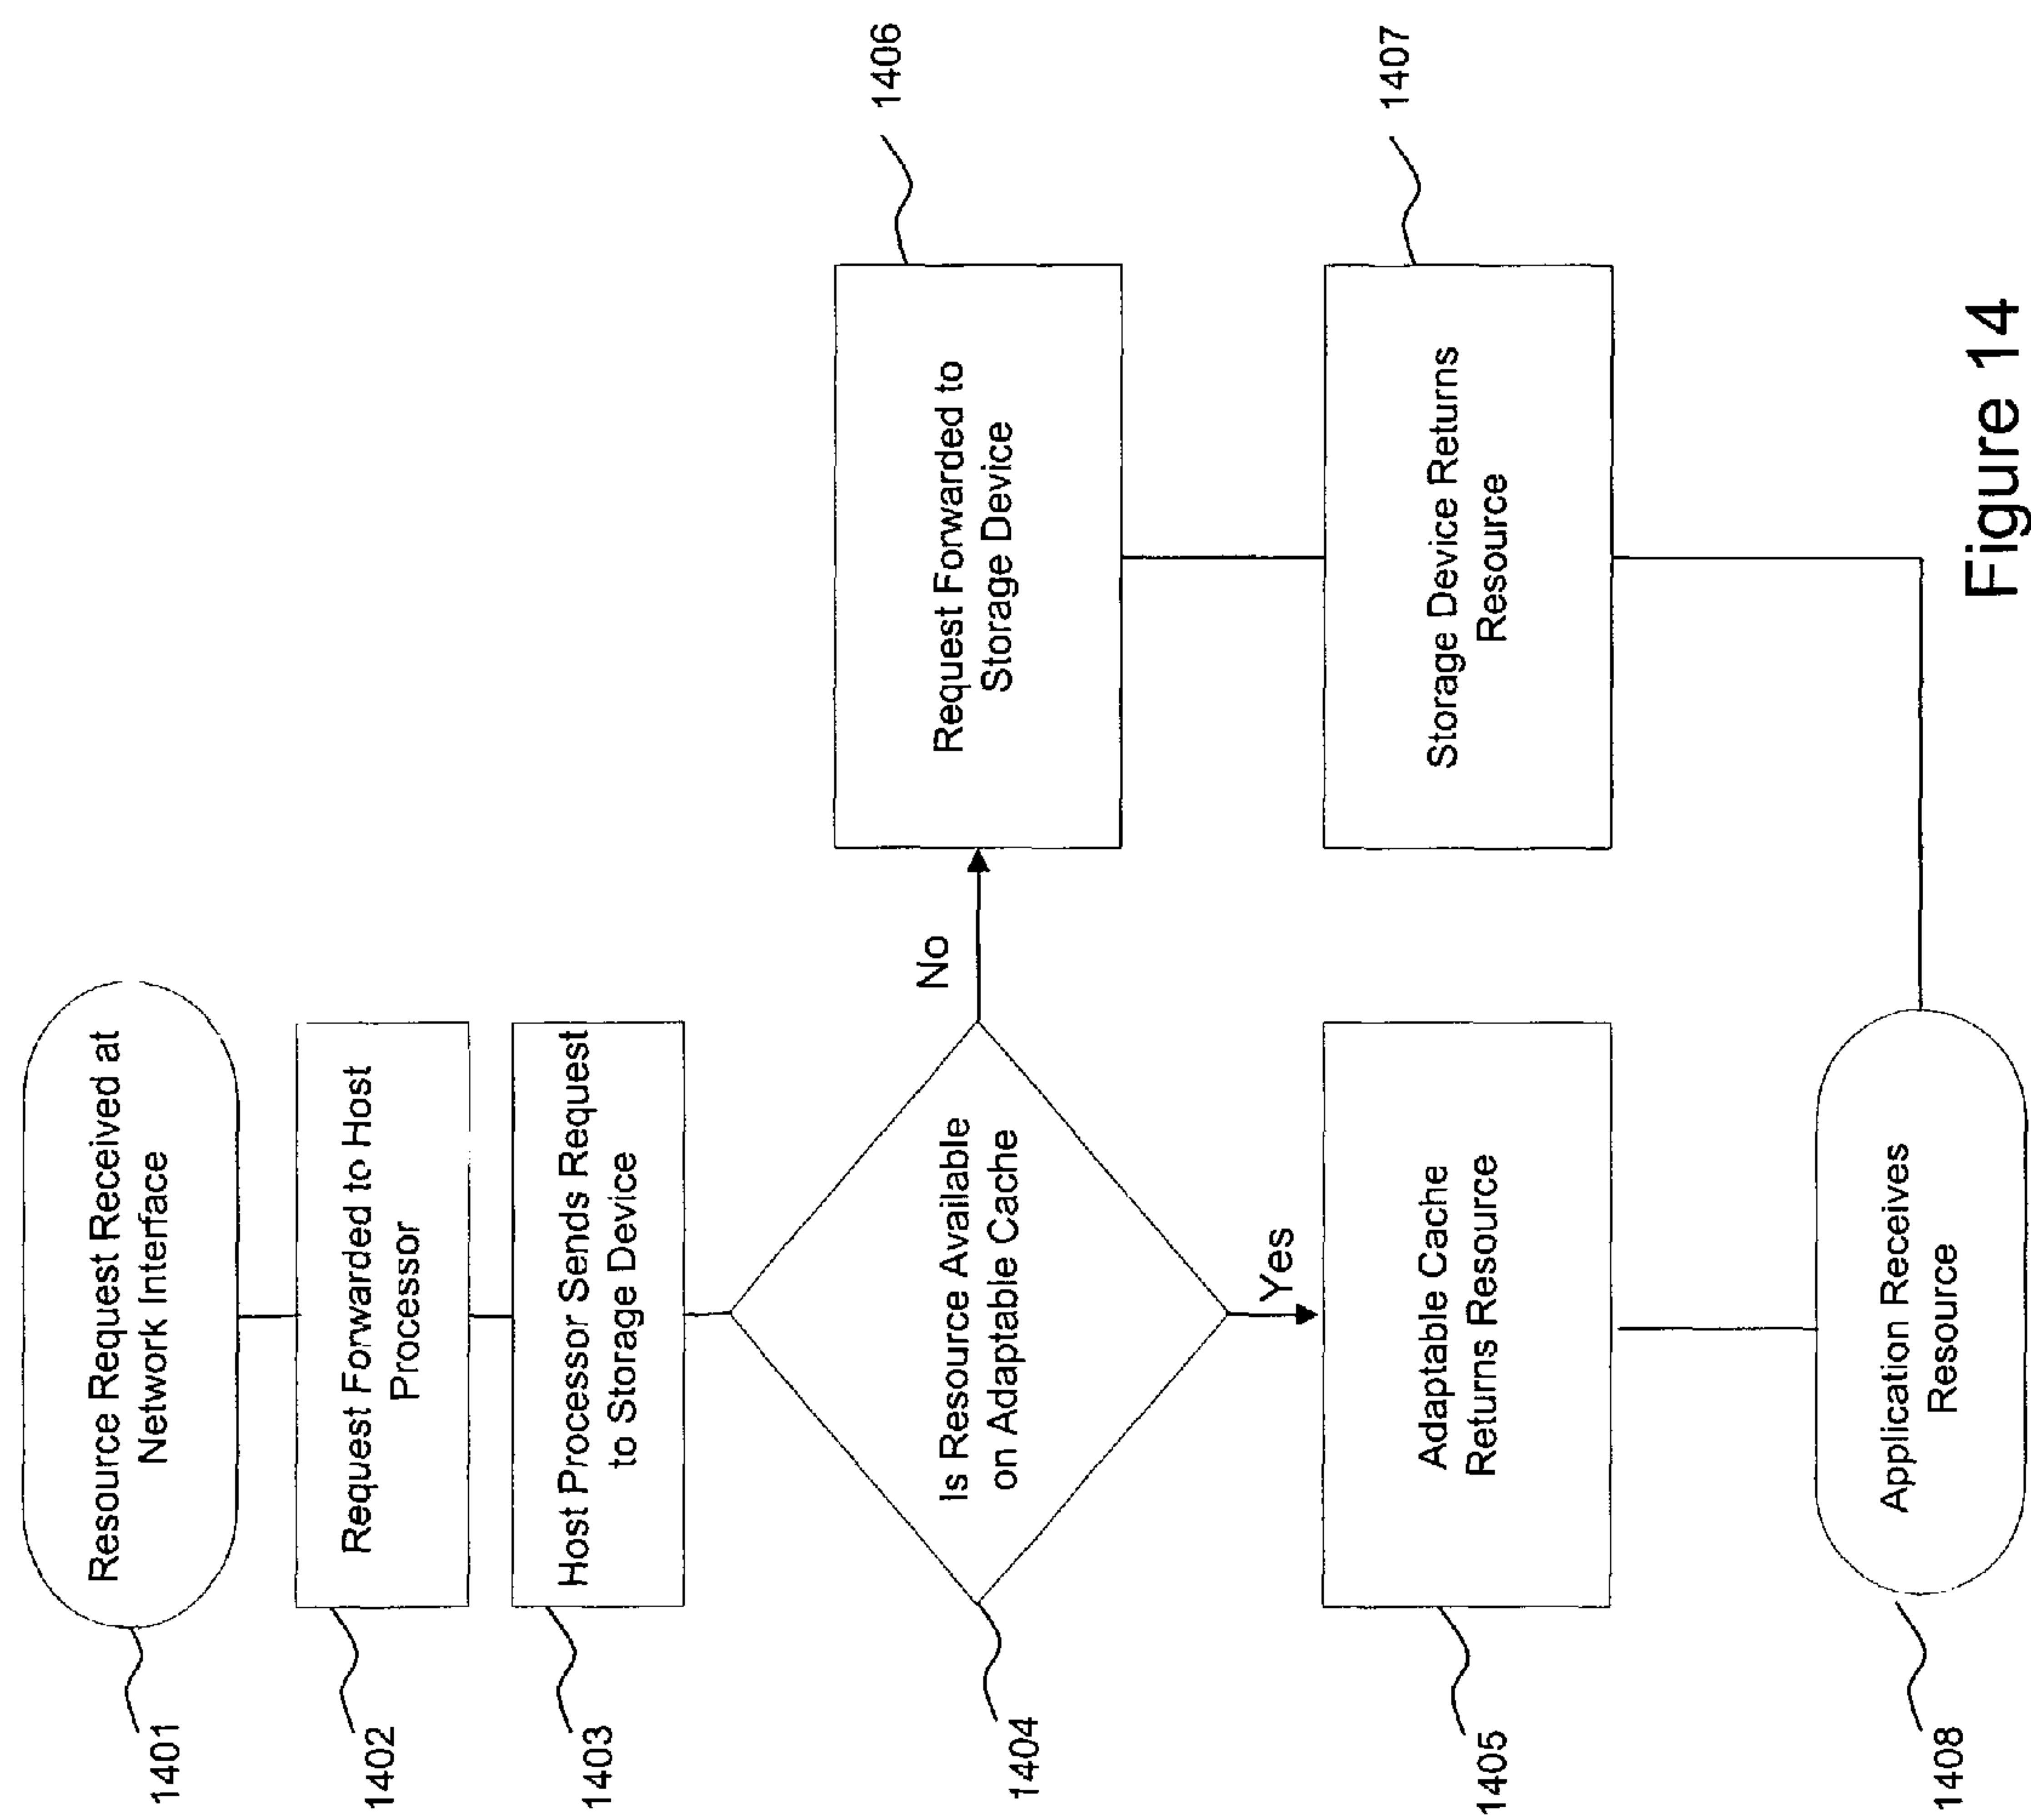 1401
Resource Request Received at
Network Interface
1402
Request Forwarded to Host
Processor
1403
Host Processor Sends Request
to Storage Device
1404
Is Resource Available
on Adaptable Cache
No
Yes
1406
Request Forwarded to
Storage Device
1407
Storage Device Returns
Resource
1405
Adaptable Cache
Returns Resource
1408
Application Receives
Resource
Figure 14